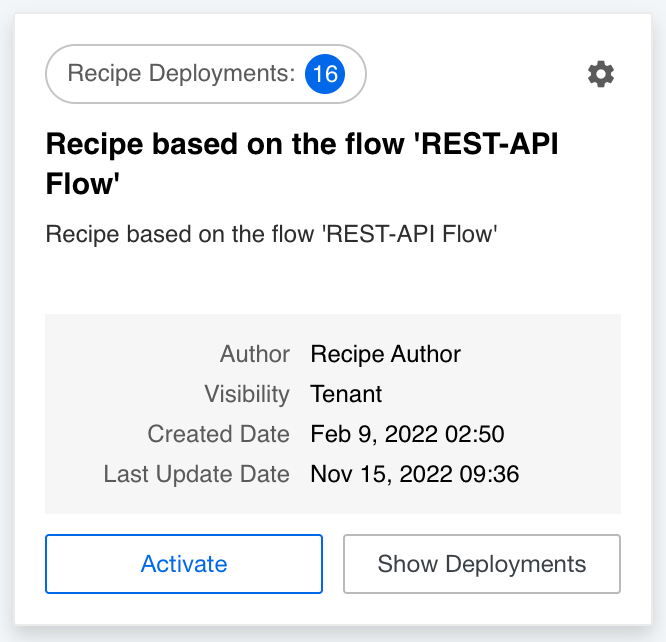 Recipe Deployments: 16
Recipe based on the flow 'REST-API
Flow'
Recipe based on the flow 'REST-API Flow'
Author Recipe Author
Visibility Tenant
Created Date Feb 9, 2022 02:50
Last Update Date Nov 15, 2022 09:36
Activate Show Deployments